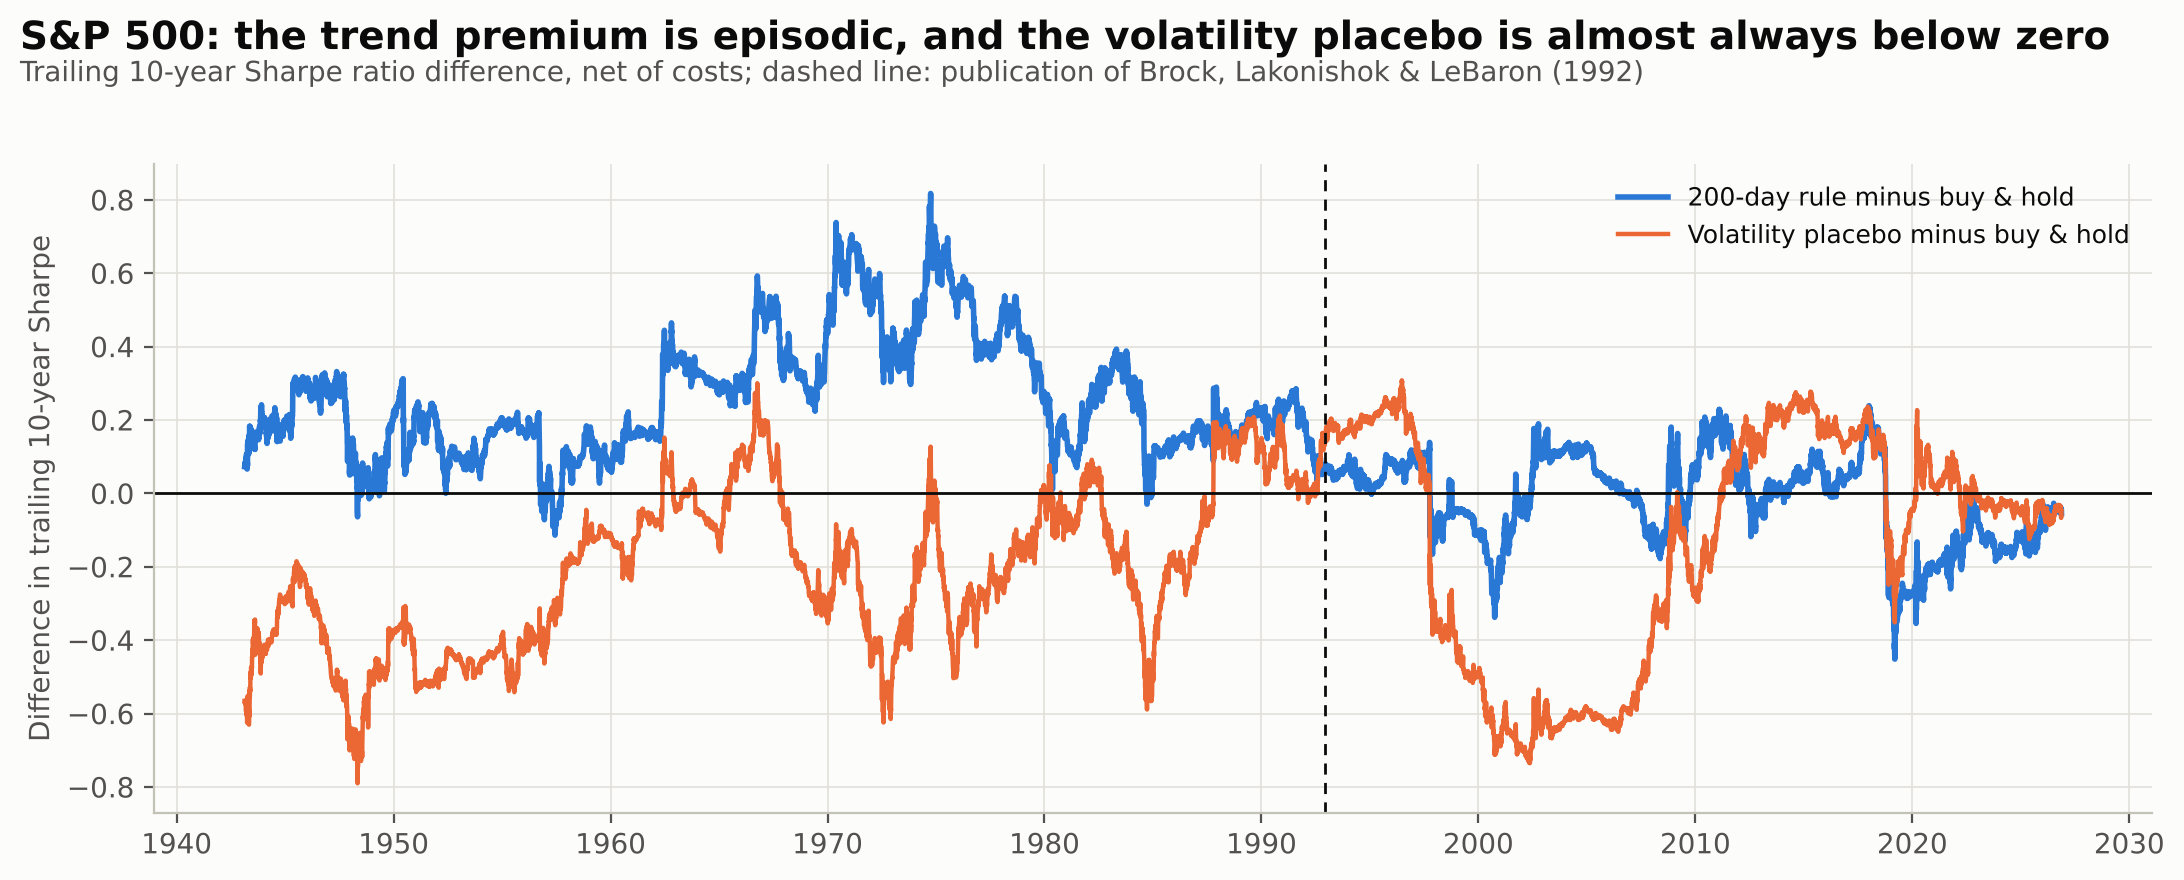 S&P 500: the trend premium is episodic, and the volatility placebo is almost always below zero
Trailing 10-year Sharpe ratio difference, net of costs; dashed line: publication of Brock, Lakonishok & LeBaron (1992)
200-day rule minus buy & hold
Volatility placebo minus buy & hold
Difference in trailing 10-year Sharpe
0.8
0.6
0.4
0.2
0.0
−0.2
−0.4
−0.6
−0.8
1940 1950 1960 1970 1980 1990 2000 2010 2020 2030